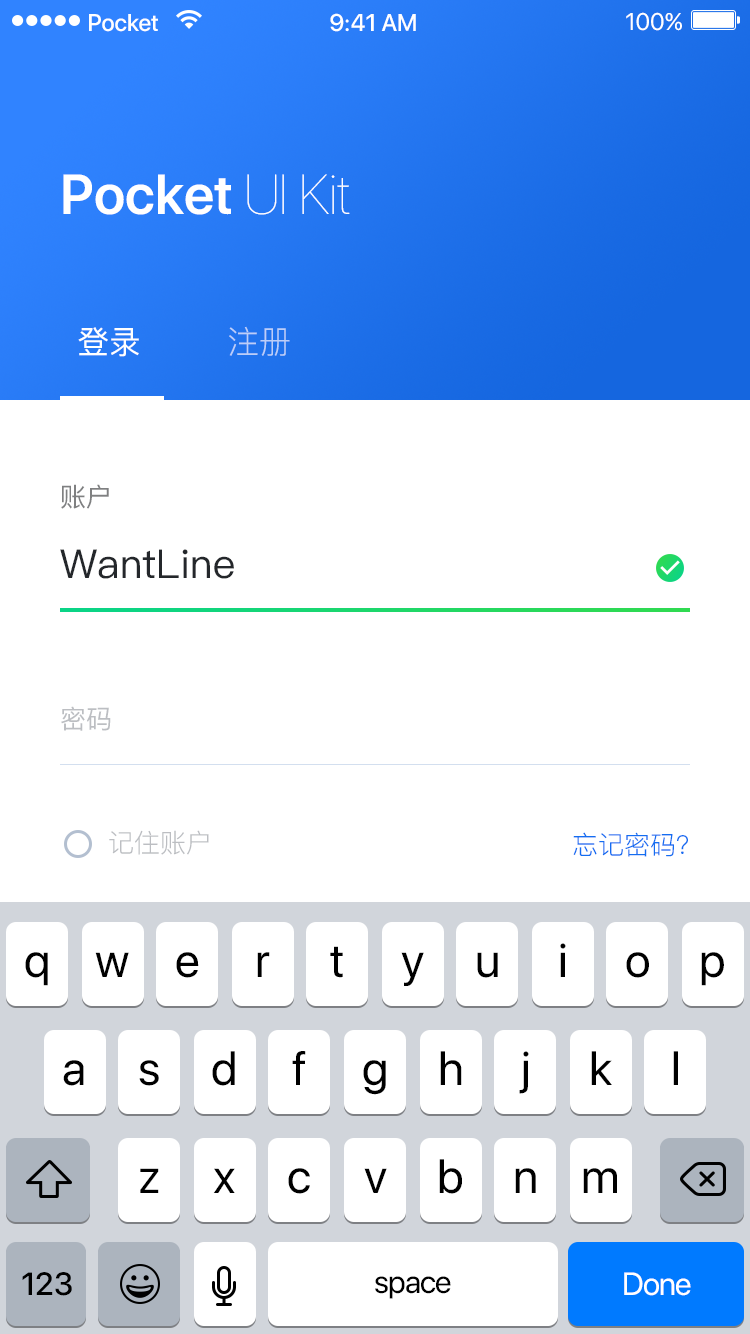 Pocket 9:41 AM 100%
Pocket UI Kit
登录 注册
账户
WantLine
密码
记住账户 忘记密码?
q w e r t y u i o p
a s d f g h j k l
z x c v b n m
123 space Done